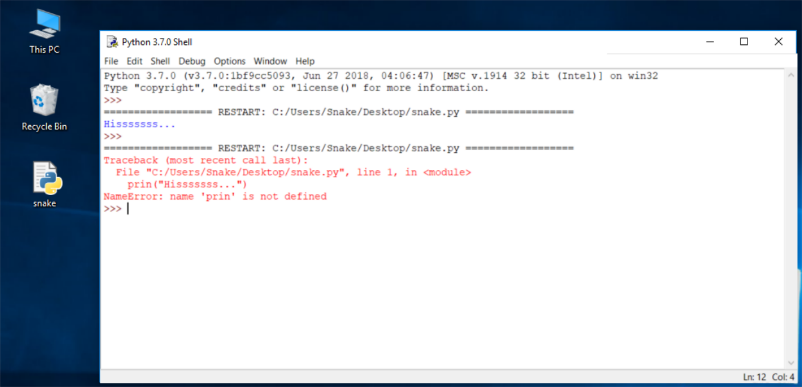 This PC
Recycle Bin
snake
Python 3.7.0 Shell
File Edit Shell Debug Options Window Help
Python 3.7.0 (v3.7.0:1bf9cc5093, Jun 27 2018, 04:06:47) [MSC v.1914 32 bit (Intel)] on win32
Type "copyright", "credits" or "license()" for more information.
>>>
================== RESTART: C:/Users/Snake/Desktop/snake.py ==================
Hisssssss...
>>>
================== RESTART: C:/Users/Snake/Desktop/snake.py ==================
Traceback (most recent call last):
  File "C:/Users/Snake/Desktop/snake.py", line 1, in <module>
    prin("Hisssssss...")
NameError: name 'prin' is not defined
>>>
Ln: 12 Col: 4